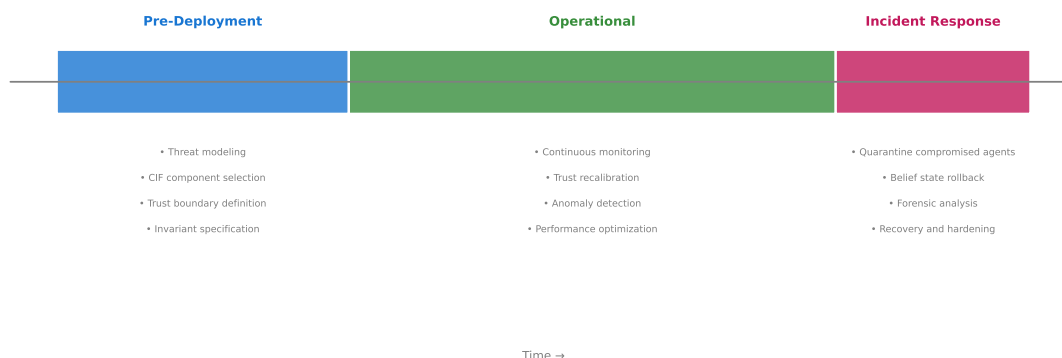 Pre-Deployment
Operational
Incident Response
• Threat modeling
• CIF component selection
• Trust boundary definition
• Invariant specification
• Continuous monitoring
• Trust recalibration
• Anomaly detection
• Performance optimization
• Quarantine compromised agents
• Belief state rollback
• Forensic analysis
• Recovery and hardening
Time →